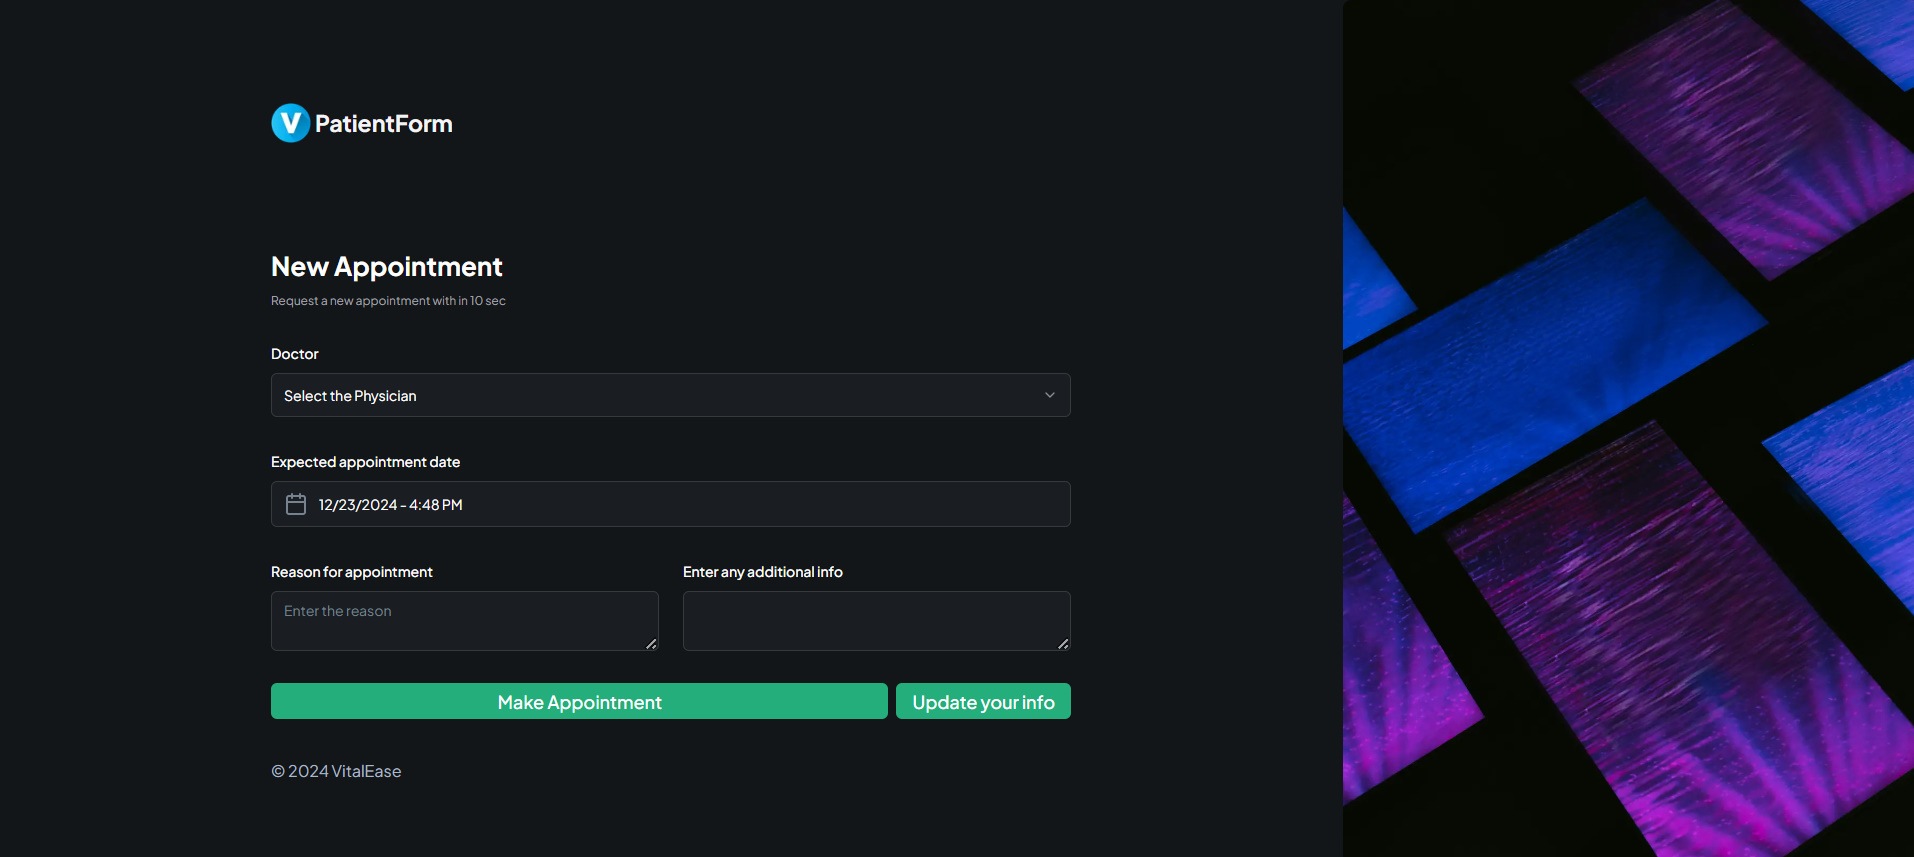 V PatientForm
New Appointment
Request a new appointment with in 10 sec
Doctor
Select the Physician
Expected appointment date
12/23/2024 - 4:48 PM
Reason for appointment
Enter any additional info
Enter the reason
Make Appointment
Update your info
© 2024 VitalEase